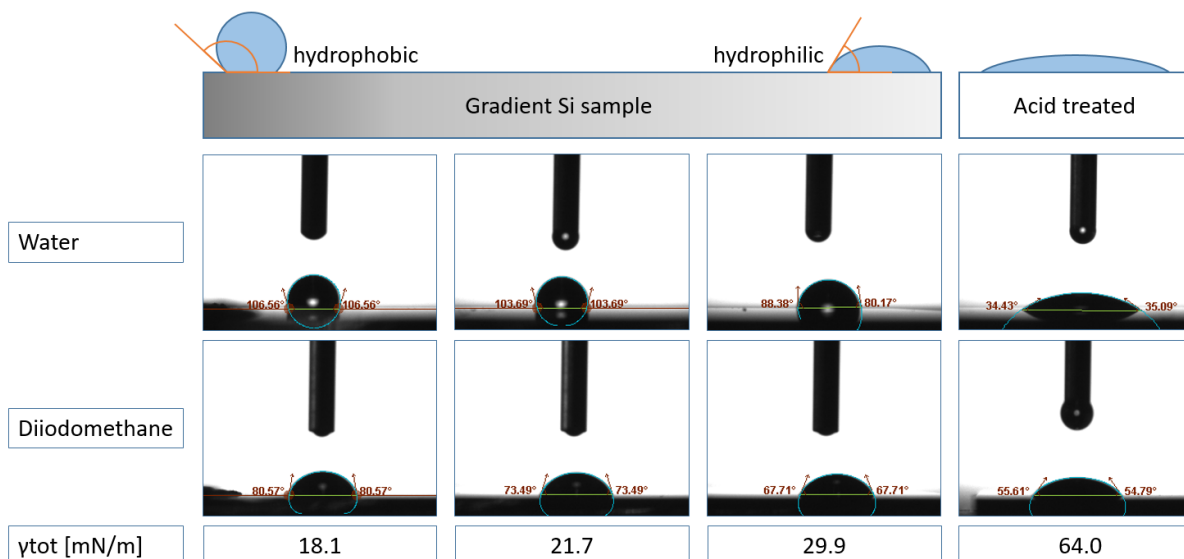 hydrophobic
hydrophilic
Gradient Si sample
Acid treated
Water
106.56° 106.56°
103.69° 103.69°
88.38° 80.17°
34.43° 35.09°
Diiodomethane
80.57° 80.57°
73.49° 73.49°
67.71° 67.71°
55.61° 54.79°
γtot [mN/m]
18.1
21.7
29.9
64.0